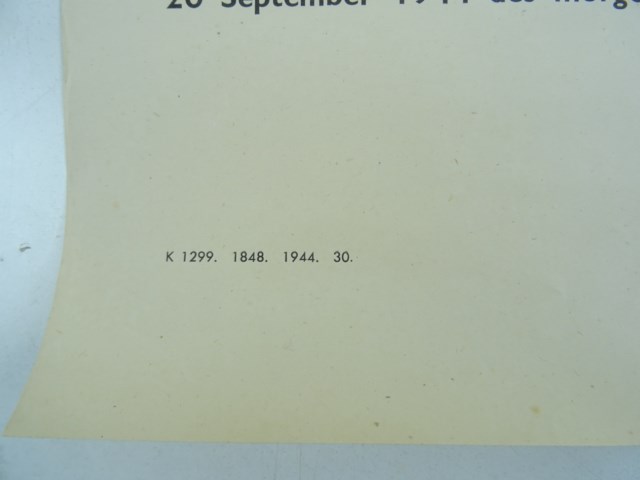 20 September 1944 des
K 1299. 1848. 1944. 30.